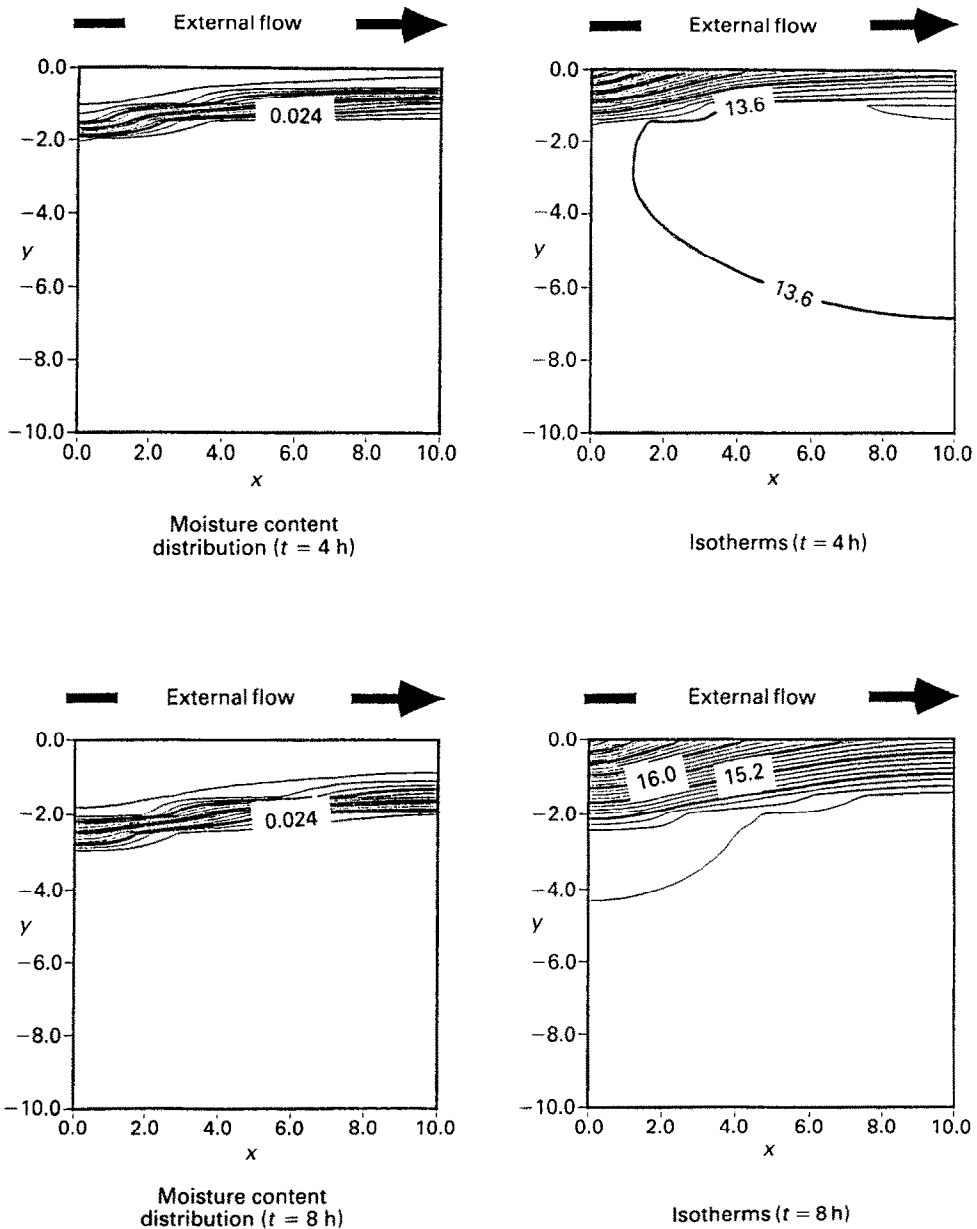 External flow
External flow
0.0
−2.0
−4.0
y
−6.0
−8.0
−10.0
0.024
0.0 2.0 4.0 6.0 8.0 10.0
x
Moisture content
distribution (t = 4 h)
0.0
−2.0
−4.0
y
−6.0
−8.0
−10.0
13.6
13.6
0.0 2.0 4.0 6.0 8.0 10.0
x
Isotherms (t = 4 h)
External flow
External flow
0.0
−2.0
−4.0
y
−6.0
−8.0
−10.0
0.024
0.0 2.0 4.0 6.0 8.0 10.0
x
Moisture content
distribution (t = 8 h)
0.0
−2.0
−4.0
y
−6.0
−8.0
−10.0
16.0 15.2
0.0 2.0 4.0 6.0 8.0 10.0
x
Isotherms (t = 8 h)